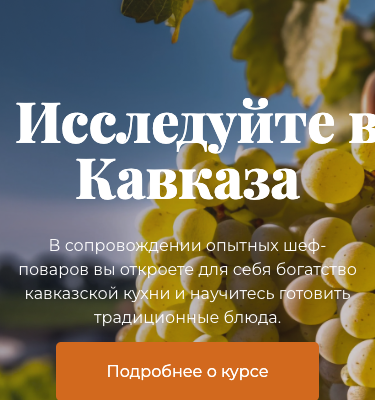 Исследуйте в
Кавказа
В сопровождении опытных шеф-
поваров вы откроете для себя богатство
кавказской кухни и научитесь готовить
традиционные блюда.
Подробнее о курсе